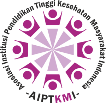 Asosiasi Institusi Pendidikan Tinggi Kesehatan Masyarakat Indonesia
-AIPTKMI-